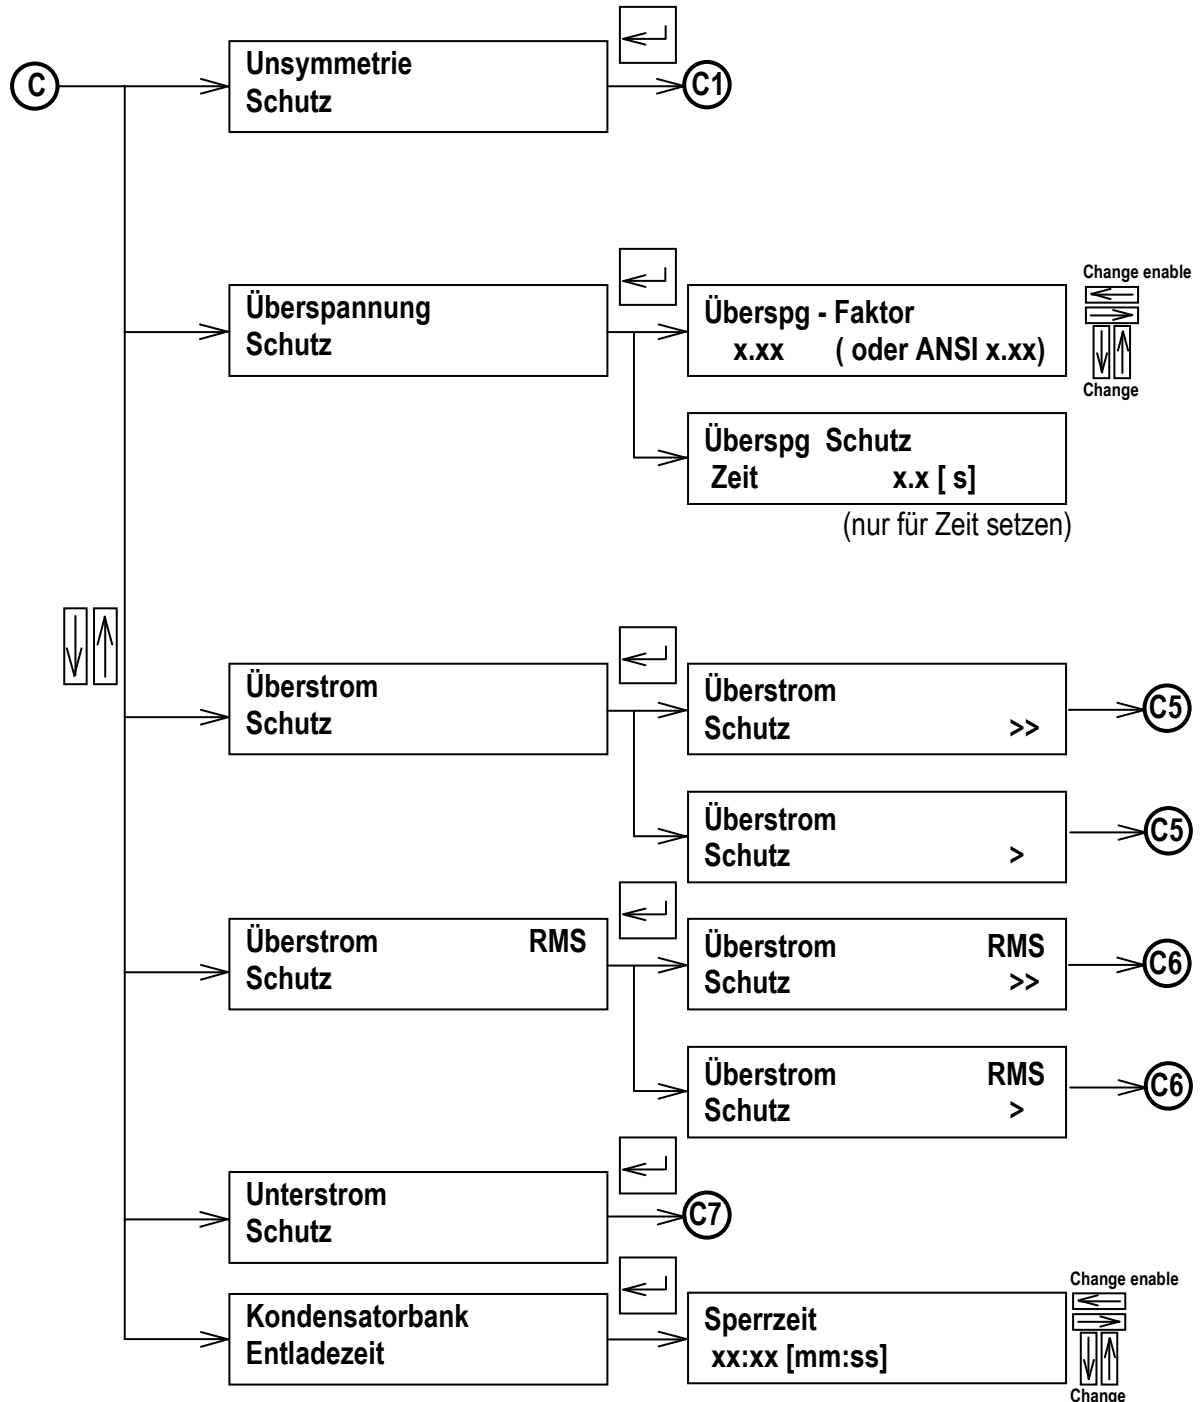 C
Unsymmetrie
Schutz
C1
Überspannung
Schutz
Überspg - Faktor
x.xx ( oder ANSI x.xx)
Change enable
Change
Überspg Schutz
Zeit x.x [ s]
(nur für Zeit setzen)
Überstrom
Schutz
Überstrom
Schutz >>
C5
Überstrom
Schutz >
C5
Überstrom RMS
Schutz
Überstrom RMS
Schutz >>
C6
Überstrom RMS
Schutz >
C6
Unterstrom
Schutz
C7
Kondensatorbank
Entladezeit
Sperrzeit
xx:xx [mm:ss]
Change enable
Change